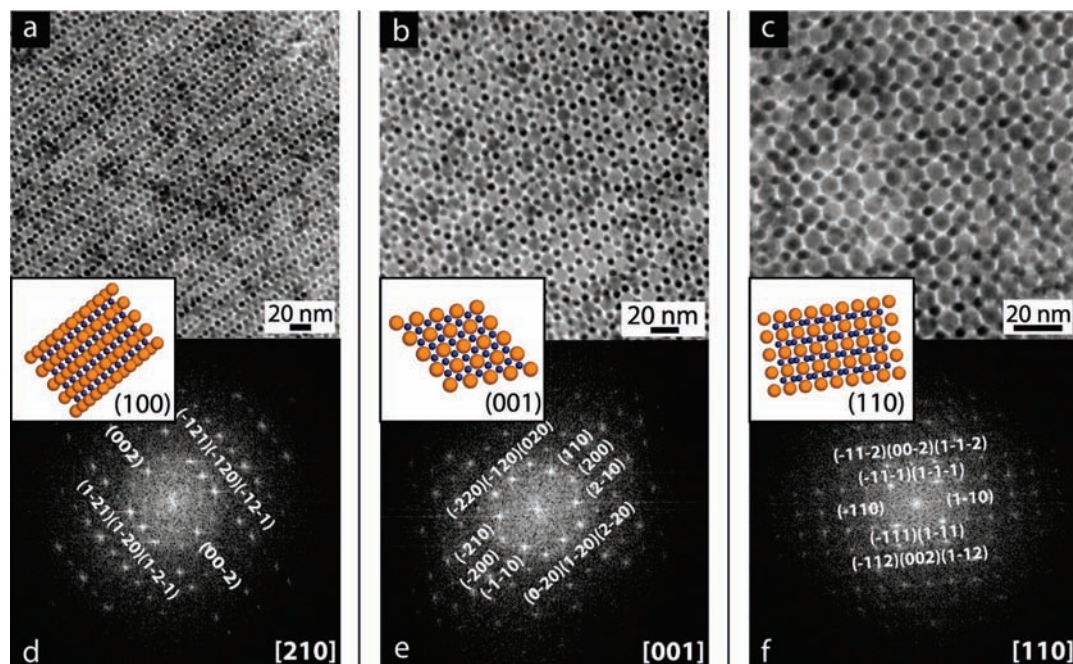 a
20 nm
(100)
(002)
(-121)(-120)(-12-1)
(1-21)(1-20)(1-2-1)
(00-2)
d
[210]
b
20 nm
(001)
(-220)(-120)(020)
(110)
(200)
(2-10)
(-210)
(-200)
(-1-10)
(0-20)(1-20)(2-20)
e
[001]
c
20 nm
(110)
(-11-2)(00-2)(1-1-2)
(-11-1)(1-1-1)
(-110)
(1-10)
(-111)(1-11)
(-112)(002)(1-12)
f
[110]